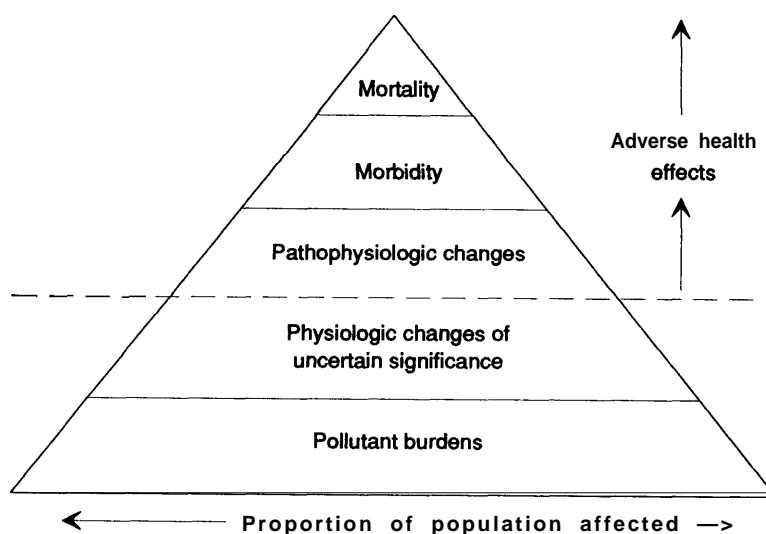 Mortality
Morbidity
Pathophysiologic changes
Physiologic changes of
uncertain significance
Pollutant burdens
Adverse health
effects
Proportion of population affected